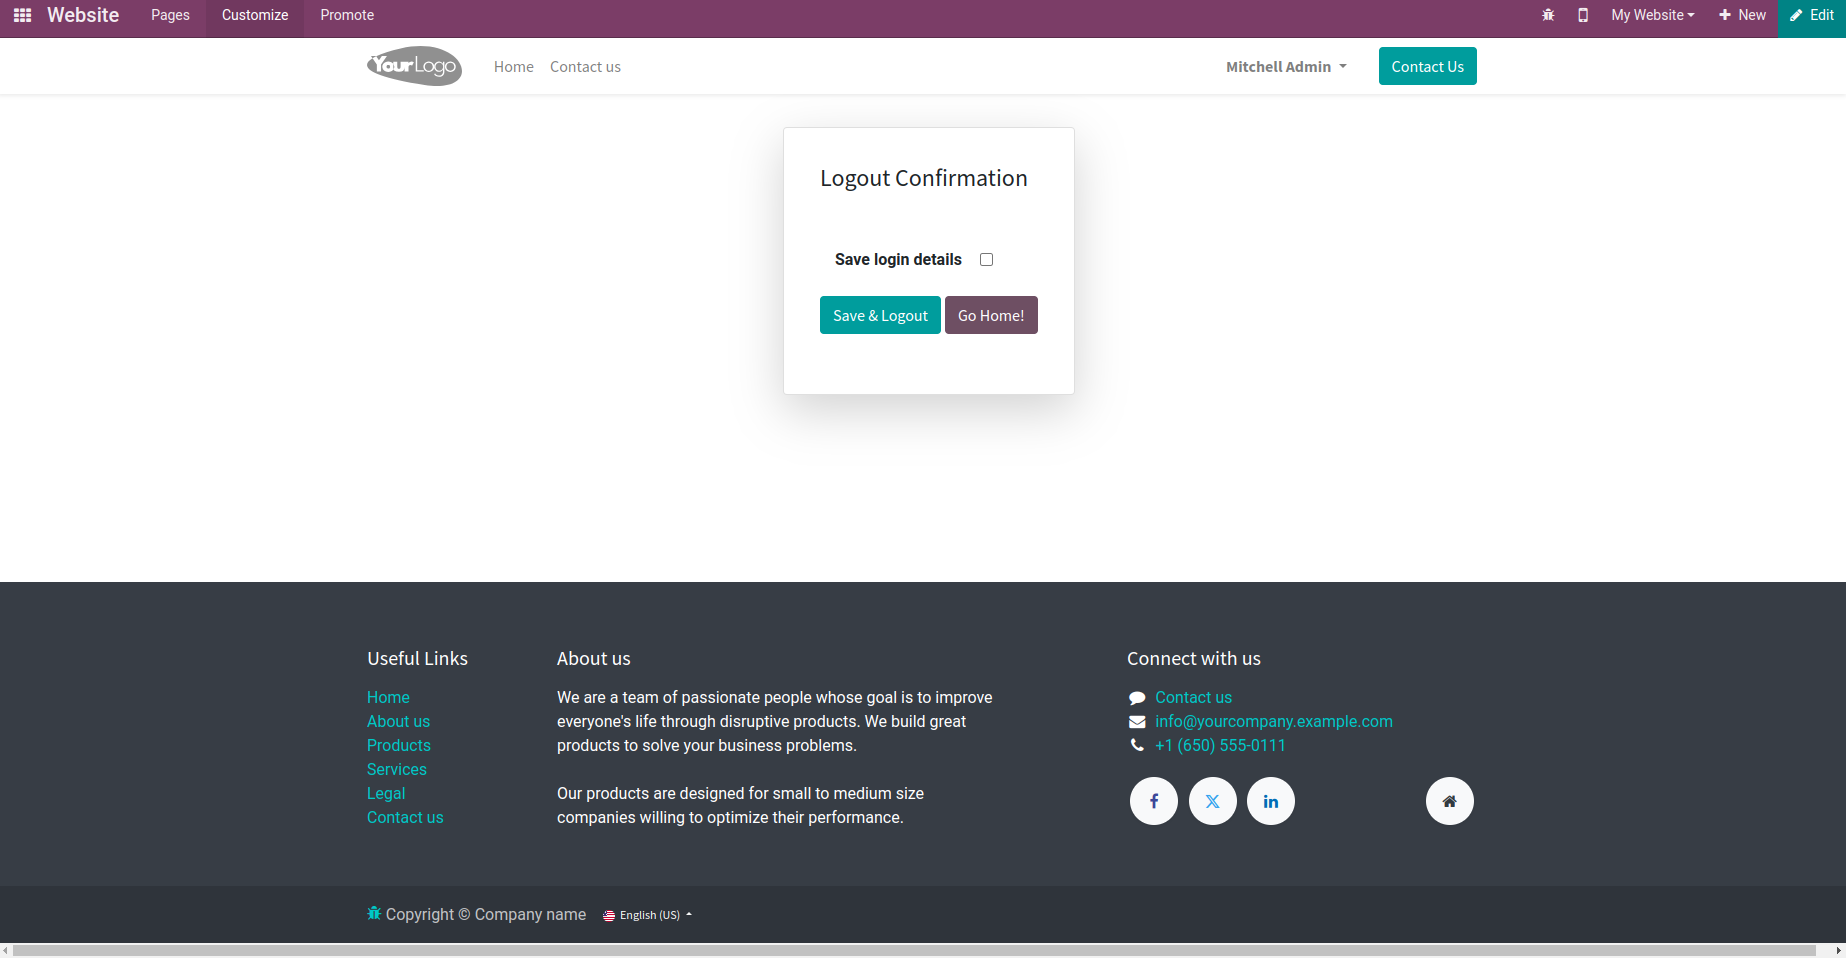 Website Pages Customize Promote My Website New Edit
YourLogo Home Contact us Mitchell Admin Contact Us
Logout Confirmation
Save login details
Save & Logout Go Home!
Useful Links
Home
About us
Products
Services
Legal
Contact us
About us
We are a team of passionate people whose goal is to improve
everyone's life through disruptive products. We build great
products to solve your business problems.
Our products are designed for small to medium size
companies willing to optimize their performance.
Connect with us
Contact us
info@yourcompany.example.com
+1 (650) 555-0111
Copyright © Company name English (US)